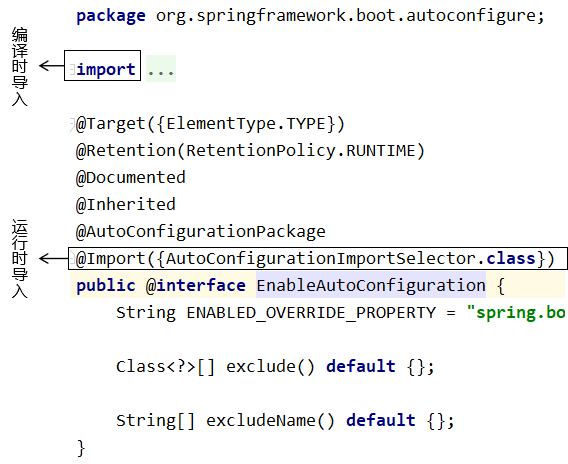 package org.springframework.boot.autoconfigure;
编译时导入
import ...
@Target({ElementType.TYPE})
@Retention(RetentionPolicy.RUNTIME)
@Documented
@Inherited
@AutoConfigurationPackage
运行时导入
@Import({AutoConfigurationImportSelector.class})
public @interface EnableAutoConfiguration {
String ENABLED_OVERRIDE_PROPERTY = "spring.bo
Class<?>[] exclude() default {};
String[] excludeName() default {};
}